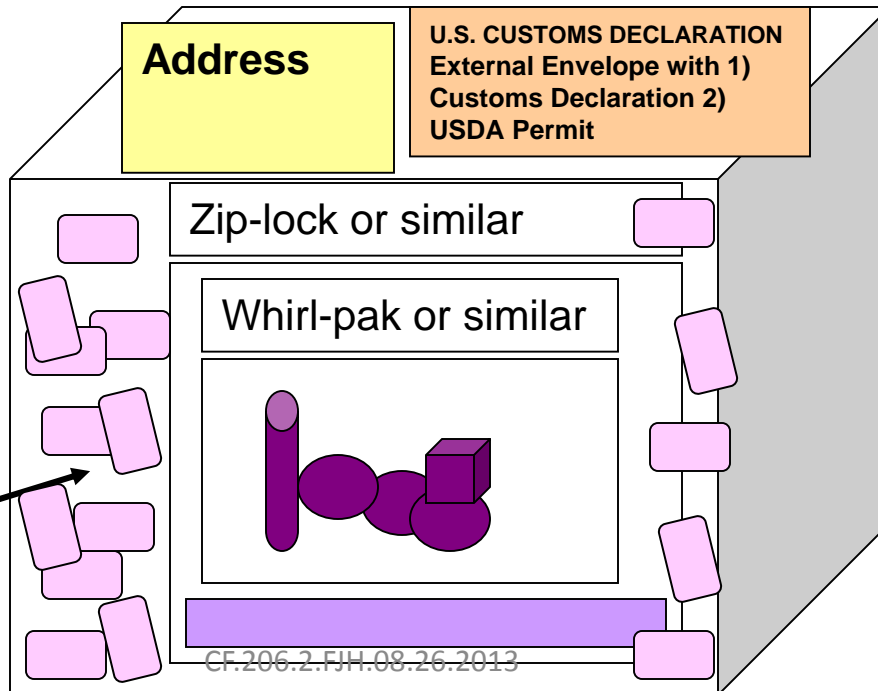 Address
U.S. CUSTOMS DECLARATION
External Envelope with 1)
Customs Declaration 2)
USDA Permit
Zip-lock or similar
Whirl-pak or similar
CF.206.2.FJH.08.26.2013